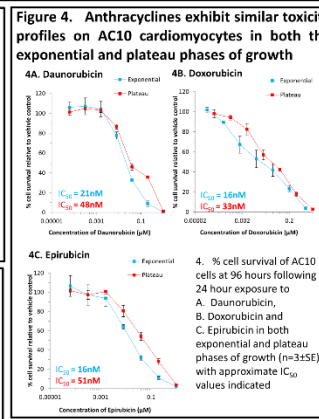 Figure 4. Anthracyclines exhibit similar toxicit
profiles on AC10 cardiomyocytes in both th
exponential and plateau phases of growth
4A. Daunorubicin
% cell survival relative to vehicle control
120
100
80
60
40
20
0
Exponential
Plateau
IC50 = 21nM
IC50 = 48nM
0.00001 0.001 0.1
Concentration of Daunorubicin (µM)
4B. Doxorubicin
% cell survival relative to vehicle control
120
100
80
60
40
20
0
Exponential
Plateau
IC50 = 16nM
IC50 = 33nM
0.00002 0.002 0.2
Concentration of Doxorubicin (µM)
4C. Epirubicin
% cell survival relative to vehicle control
120
100
80
60
40
20
0
Exponential
Plateau
IC50 = 16nM
IC50 = 51nM
0.00001 0.001 0.1
Concentration of Epirubicin (µM)
4. % cell survival of AC10
cells at 96 hours following
24 hour exposure to
A. Daunorubicin,
B. Doxorubicin and
C. Epirubicin in both
exponential and plateau
phases of growth (n=3±SE)
with approximate IC50
values indicated